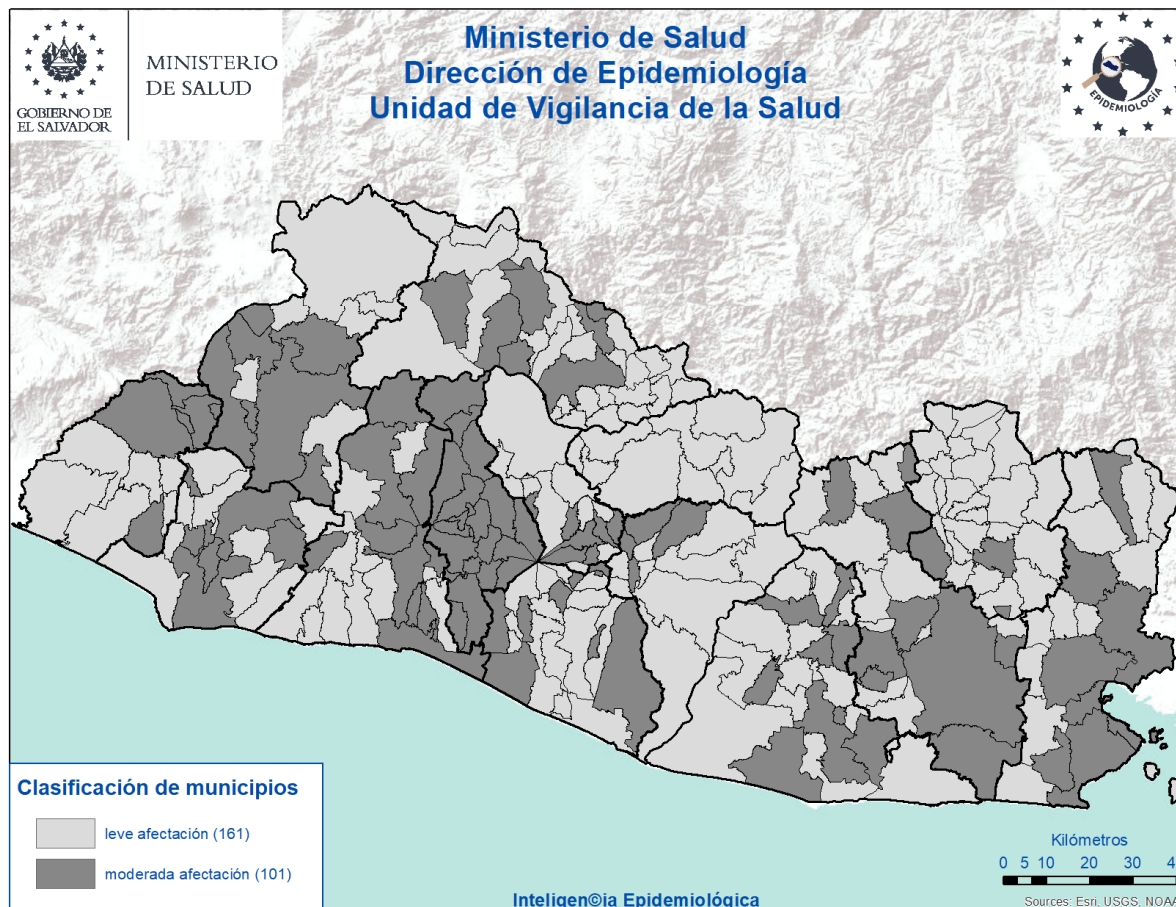 GOBIERNO DE
EL SALVADOR
MINISTERIO
DE SALUD
Ministerio de Salud
Dirección de Epidemiología
Unidad de Vigilancia de la Salud
EPIDEMIOLOGÍA
Clasificación de municipios
leve afectación (161)
moderada afectación (101)
Inteligen©ia Epidemiológica
Kilómetros
0 5 10 20 30 4
Sources: Esri, USGS, NOAA